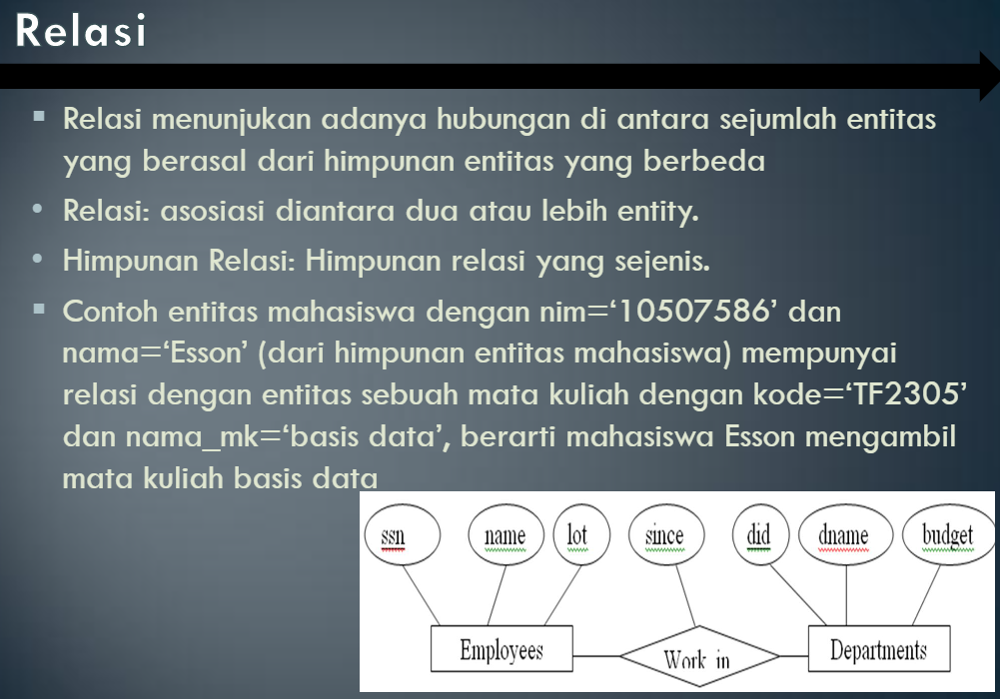 Relasi
▪ Relasi menunjukan adanya hubungan di antara sejumlah entitas
yang berasal dari himpunan entitas yang berbeda
• Relasi: asosiasi diantara dua atau lebih entity.
• Himpunan Relasi: Himpunan relasi yang sejenis.
▪ Contoh entitas mahasiswa dengan nim=‘10507586’ dan
nama=‘Esson’ (dari himpunan entitas mahasiswa) mempunyai
relasi dengan entitas sebuah mata kuliah dengan kode=‘TF2305’
dan nama_mk=‘basis data’, berarti mahasiswa Esson mengambil
mata kuliah basis data
ssn name lot since did dname budget
Employees Work_in Departments